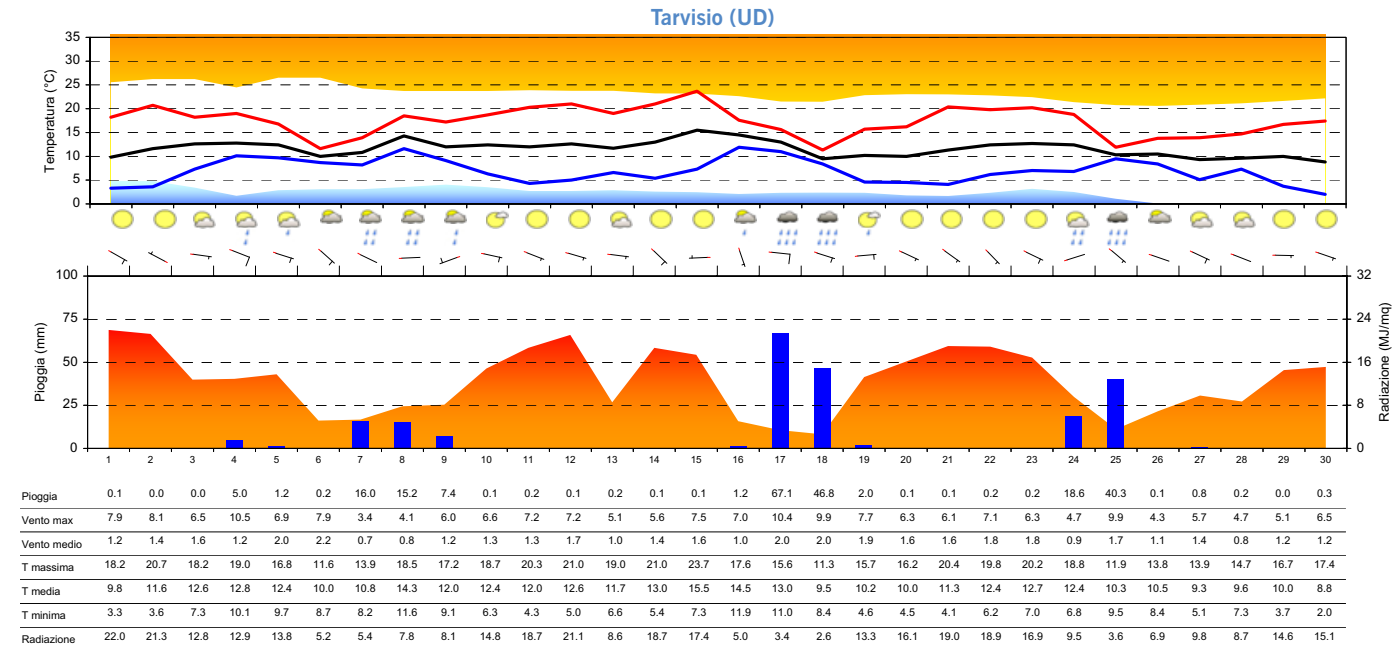 Tarvisio (UD)
Temperatura (°C)
35
30
25
20
15
10
5
0
Pioggia (mm)
100
75
50
25
0
Radiazione (MJ/mq)
32
24
16
8
0
1 2 3 4 5 6 7 8 9 10 11 12 13 14 15 16 17 18 19 20 21 22 23 24 25 26 27 28 29 30
Pioggia 0.1 0.0 0.0 5.0 1.2 0.2 16.0 15.2 7.4 0.1 0.2 0.1 0.2 0.1 0.1 1.2 67.1 46.8 2.0 0.1 0.1 0.2 0.2 18.6 40.3 0.1 0.8 0.2 0.0 0.3
Vento max 7.9 8.1 6.5 10.5 6.9 7.9 3.4 4.1 6.0 6.6 7.2 7.2 5.1 5.6 7.5 7.0 10.4 9.9 7.7 6.3 6.1 7.1 6.3 4.7 9.9 4.3 5.7 4.7 5.1 6.5
Vento medio 1.2 1.4 1.6 1.2 2.0 2.2 0.7 0.8 1.2 1.3 1.3 1.7 1.0 1.4 1.6 1.0 2.0 2.0 1.9 1.6 1.6 1.8 1.8 0.9 1.7 1.1 1.4 0.8 1.2 1.2
T massima 18.2 20.7 18.2 19.0 16.8 11.6 13.9 18.5 17.2 18.7 20.3 21.0 19.0 21.0 23.7 17.6 15.6 11.3 15.7 16.2 20.4 19.8 20.2 18.8 11.9 13.8 13.9 14.7 16.7 17.4
T media 9.8 11.6 12.6 12.8 12.4 10.0 10.8 14.3 12.0 12.4 12.0 12.6 11.7 13.0 15.5 14.5 13.0 9.5 10.2 10.0 11.3 12.4 12.7 12.4 10.3 10.5 9.3 9.6 10.0 8.8
T minima 3.3 3.6 7.3 10.1 9.7 8.7 8.2 11.6 9.1 6.3 4.3 5.0 6.6 5.4 7.3 11.9 11.0 8.4 4.6 4.5 4.1 6.2 7.0 6.8 9.5 8.4 5.1 7.3 3.7 2.0
Radiazione 22.0 21.3 12.8 12.9 13.8 5.2 5.4 7.8 8.1 14.8 18.7 21.1 8.6 18.7 17.4 5.0 3.4 2.6 13.3 16.1 19.0 18.9 16.9 9.5 3.6 6.9 9.8 8.7 14.6 15.1